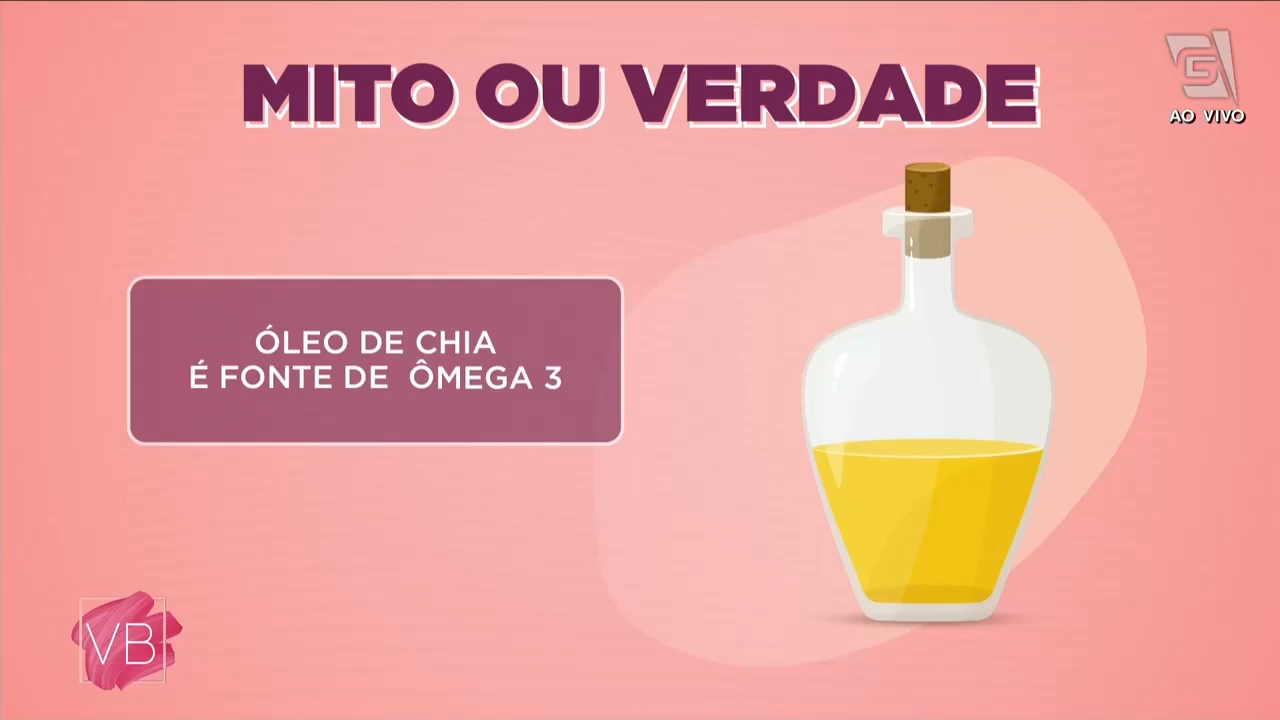 MITO OU VERDADE
AO VIVO
ÓLEO DE CHIA
É FONTE DE ÔMEGA 3
VB